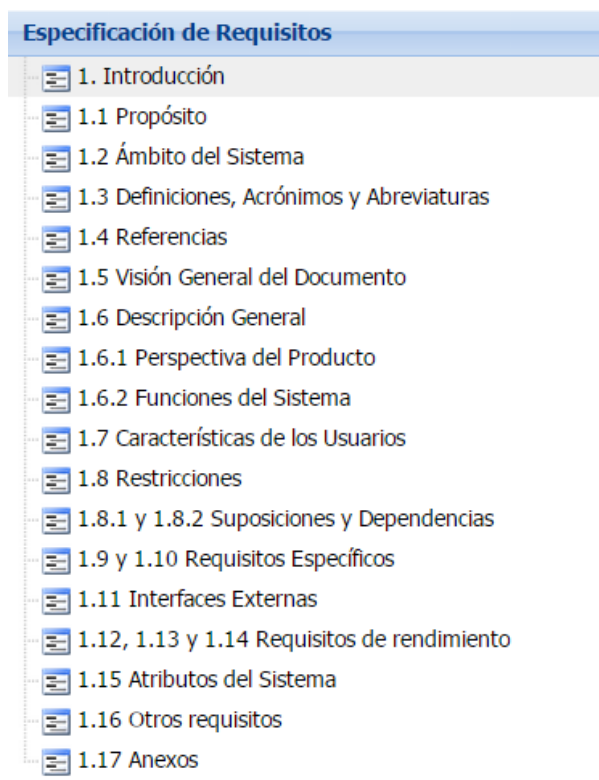 Especificación de Requisitos
1. Introducción
1.1 Propósito
1.2 Ámbito del Sistema
1.3 Definiciones, Acrónimos y Abreviaturas
1.4 Referencias
1.5 Visión General del Documento
1.6 Descripción General
1.6.1 Perspectiva del Producto
1.6.2 Funciones del Sistema
1.7 Características de los Usuarios
1.8 Restricciones
1.8.1 y 1.8.2 Suposiciones y Dependencias
1.9 y 1.10 Requisitos Específicos
1.11 Interfaces Externas
1.12, 1.13 y 1.14 Requisitos de rendimiento
1.15 Atributos del Sistema
1.16 Otros requisitos
1.17 Anexos